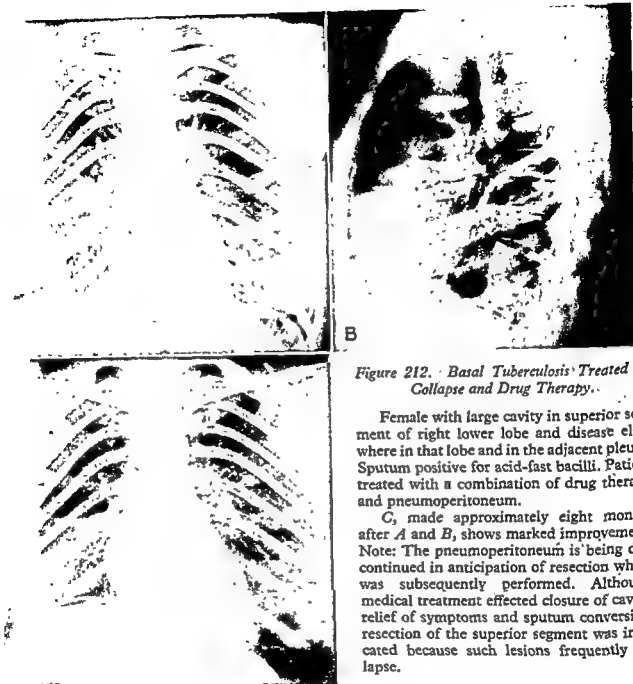 B
Figure 212. Basal Tuberculosis Treated
Collapse and Drug Therapy.
Female with large cavity in superior se
ment of right lower lobe and disease el
where in that lobe and in the adjacent pleu
Sputum positive for acid-fast bacilli. Patie
treated with a combination of drug thera
and pneumoperitoneum.
C, made approximately eight mon
after A and B, shows marked improveme
Note: The pneumoperitoneum is being d
continued in anticipation of resection wh
was subsequently performed. Althou
medical treatment effected closure of cav
relief of symptoms and sputum conversi
resection of the superior segment was in
cated because such lesions frequently
lapse.